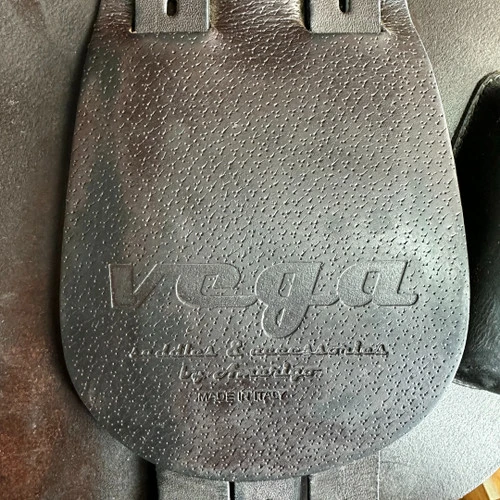 vega
saddles & accessories
by Amerigo
MADE IN ITALY